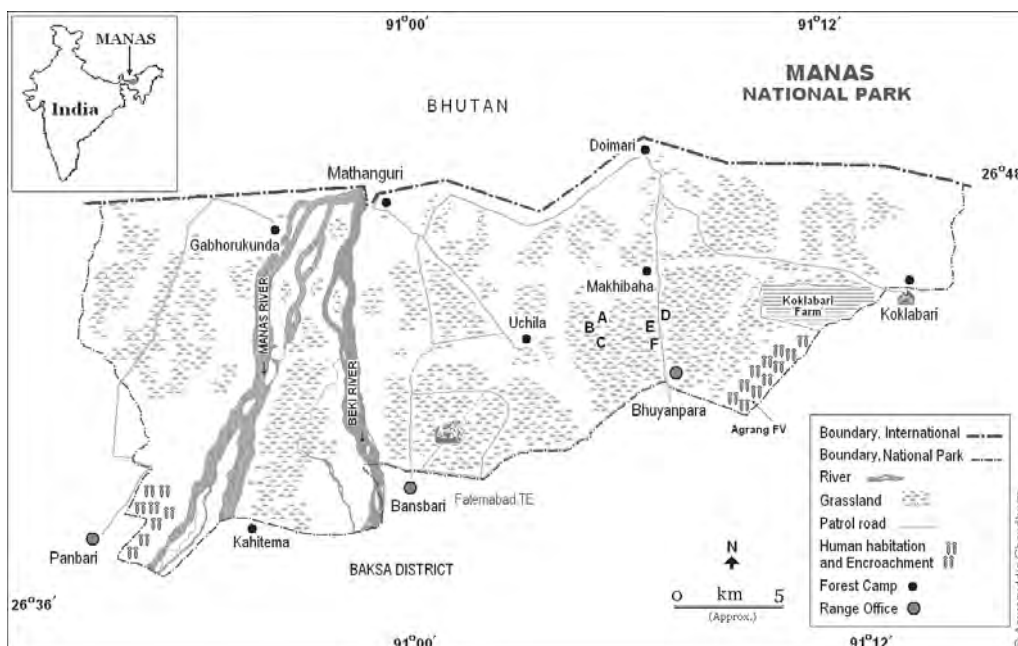 MANAS
India
91°00'
91°12'
MANAS
NATIONAL PARK
BHUTAN
Doimari
26°48
Mathanguri
Gabhorukunda
Makhibaha
Koklabari
Farm
Koklabari
MANAS RIVER
BEKI RIVER
Uchila
A
B
C
D
E
F
Bhuyanpara
Agrang FV
Bansbari
Fatemabad TE
Panbari
Kahitema
BAKSA DISTRICT
26°36'
N
0 km 5
(Approx.)
Boundary, International
Boundary, National Park
River
Grassland
Patrol road
Human habitation
and Encroachment
Forest Camp
Range Office
91°00'
91°12'